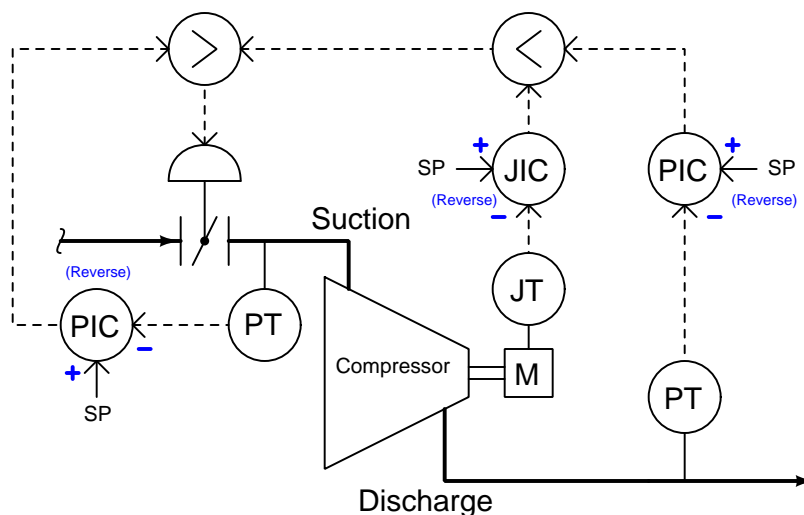 >
<
SP
+
JIC
(Reverse)
−
+
PIC
SP
−
(Reverse)
Suction
(Reverse)
PIC
−
+
SP
PT
JT
Compressor
M
PT
Discharge